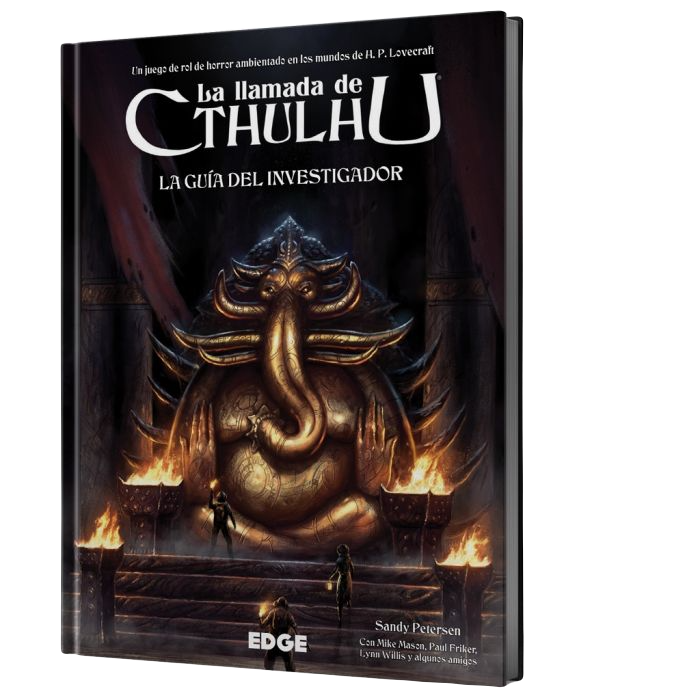 Un juego de rol de horror ambientado en los mundos de H. P. Lovecraft
La llamada de
CTHULHU
LA GUÍA DEL INVESTIGADOR
Sandy Petersen
Con Mike Mason, Paul Friker,
Lynn Willis y algunos amigos
EDGE